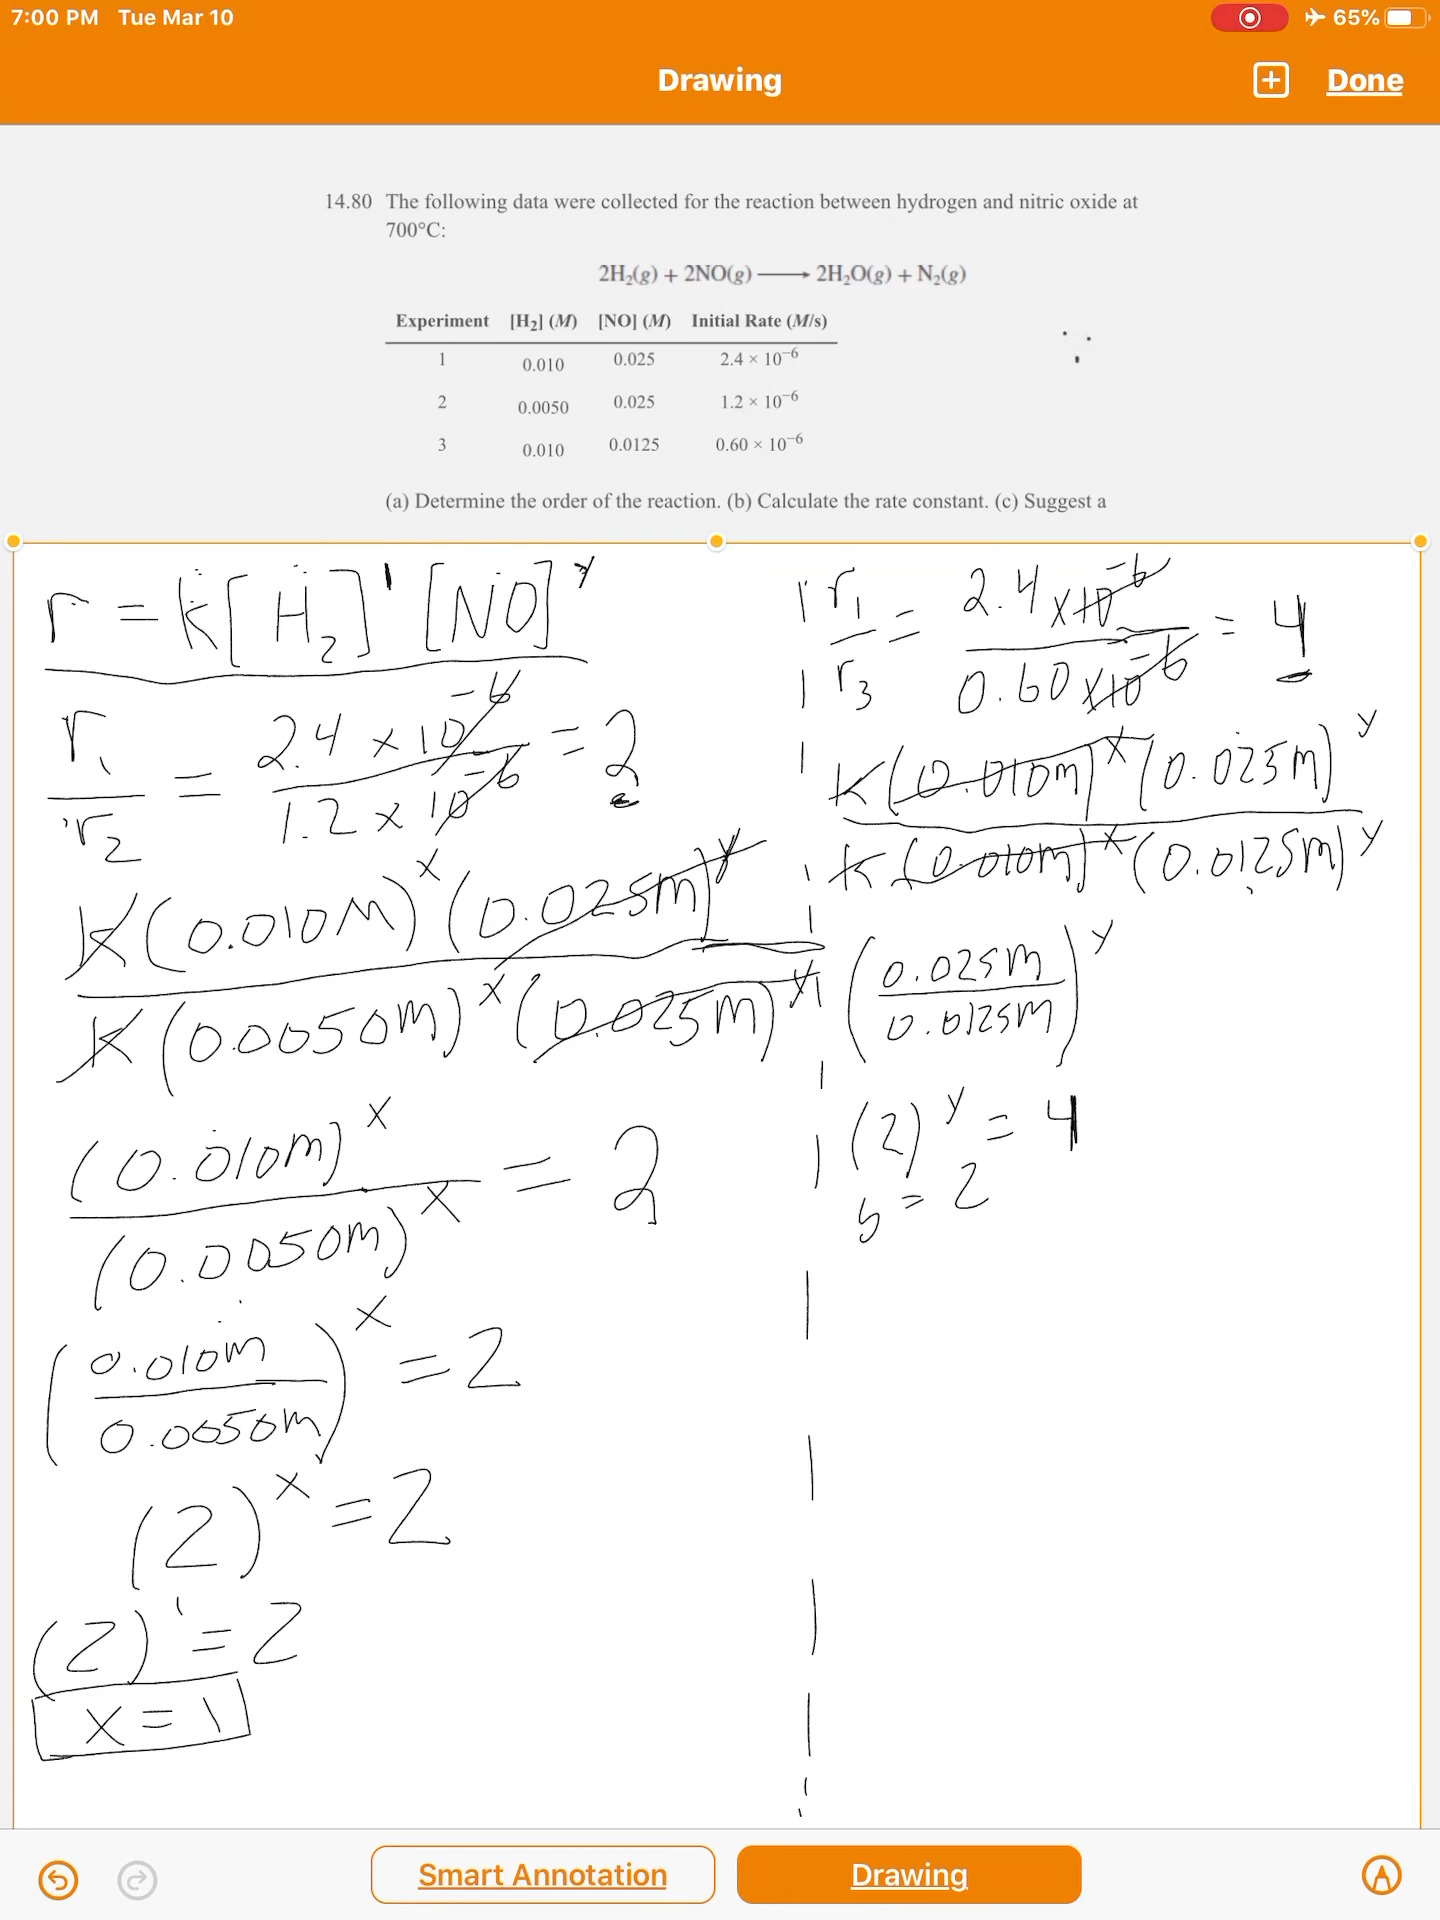 7:00 PM Tue Mar 10
65%
Drawing
Done
14.80 The following data were collected for the reaction between hydrogen and nitric oxide at
700°C:
2H₂(g) + 2NO(g) ⟶ 2H₂O(g) + N₂(g)
Experiment [H₂] (M) [NO] (M) Initial Rate (M/s)
1 0.010 0.025 2.4 × 10⁻⁶
2 0.0050 0.025 1.2 × 10⁻⁶
3 0.010 0.0125 0.60 × 10⁻⁶
(a) Determine the order of the reaction. (b) Calculate the rate constant. (c) Suggest a
r = k[H₂]¹ [NO]^y
r₁/r₂ = 2.4 × 10⁻⁶ / 1.2 × 10⁻⁶ = 2
K(0.010M)^x (0.025M)^y
K(0.0050M)^x (0.025M)^y
(0.010M)^x / (0.0050M)^x = 2
(0.010M / 0.0050M)^x = 2
(2)^x = 2
(2)¹ = 2
x = 1
r₁/r₃ = 2.4 × 10⁻⁶ / 0.60 × 10⁻⁶ = 4
K(0.010M)^x (0.025M)^y
K(0.010M)^x (0.0125M)^y
(0.025M / 0.0125M)^y
(2)^y = 4
y = 2
Smart Annotation
Drawing